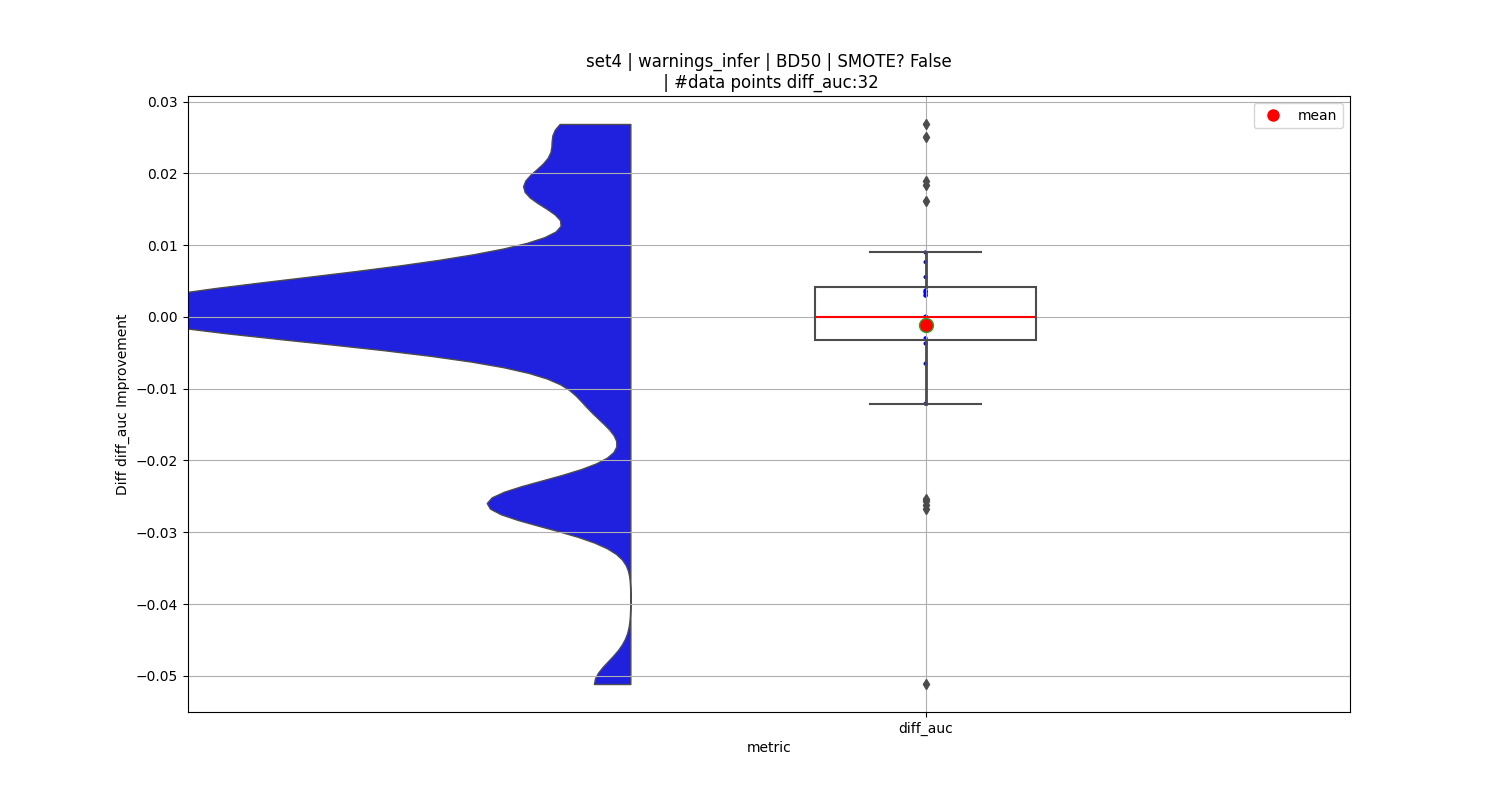 set4 | warnings_infer | BD50 | SMOTE? False
| #data points diff_auc:32
mean
0.03
0.02
0.01
0.00
−0.01
−0.02
−0.03
−0.04
−0.05
Diff diff_auc Improvement
diff_auc
metric